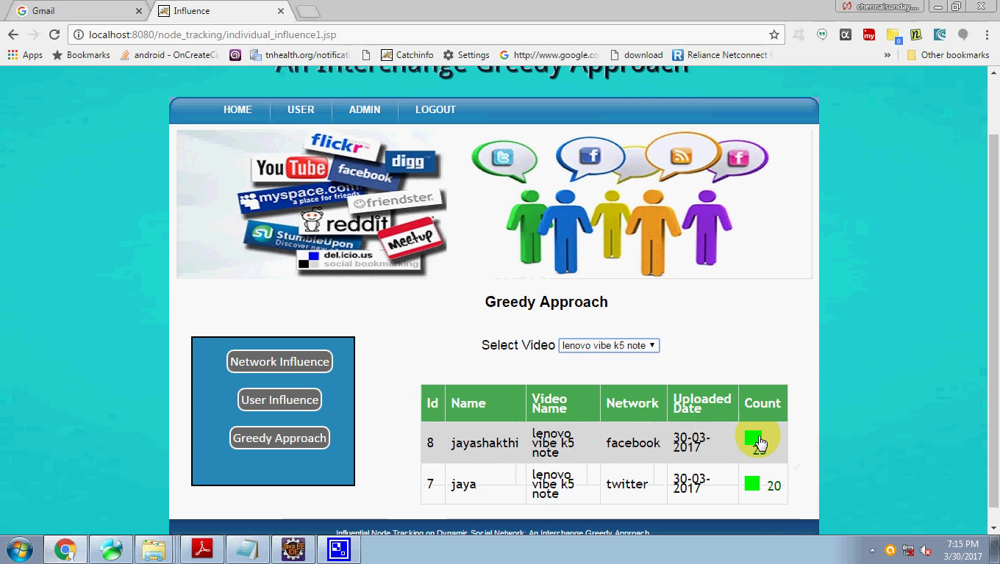 Gmail
Influence
chennaisunday....
localhost:8080/node_tracking/individual_influence1.jsp
Apps
Bookmarks
android - OnCreateCo
tnhealth.org/notificati
Catchinfo
Settings
http://www.google.co
download
Reliance Netconnect
»
Other bookmarks
An Interchange Greedy Approach
HOME
USER
ADMIN
LOGOUT
flickr
YouTube
digg
facebook
myspace.com
a place for friends
friendster.
reddit
StumbleUpon
Discover new
Meetup
del.icio.us
social bookmarking
Greedy Approach
Select Video lenovo vibe k5 note
Network Influence
User Influence
Greedy Approach
Id Name Video Name Network Uploaded Date Count
8 jayashakthi lenovo vibe k5 note facebook 30-03-2017
7 jaya lenovo vibe k5 note twitter 30-03-2017 20
Influential Node Tracking on Dynamic Social Network: An Interchange Greedy Approach
7:15 PM
3/30/2017